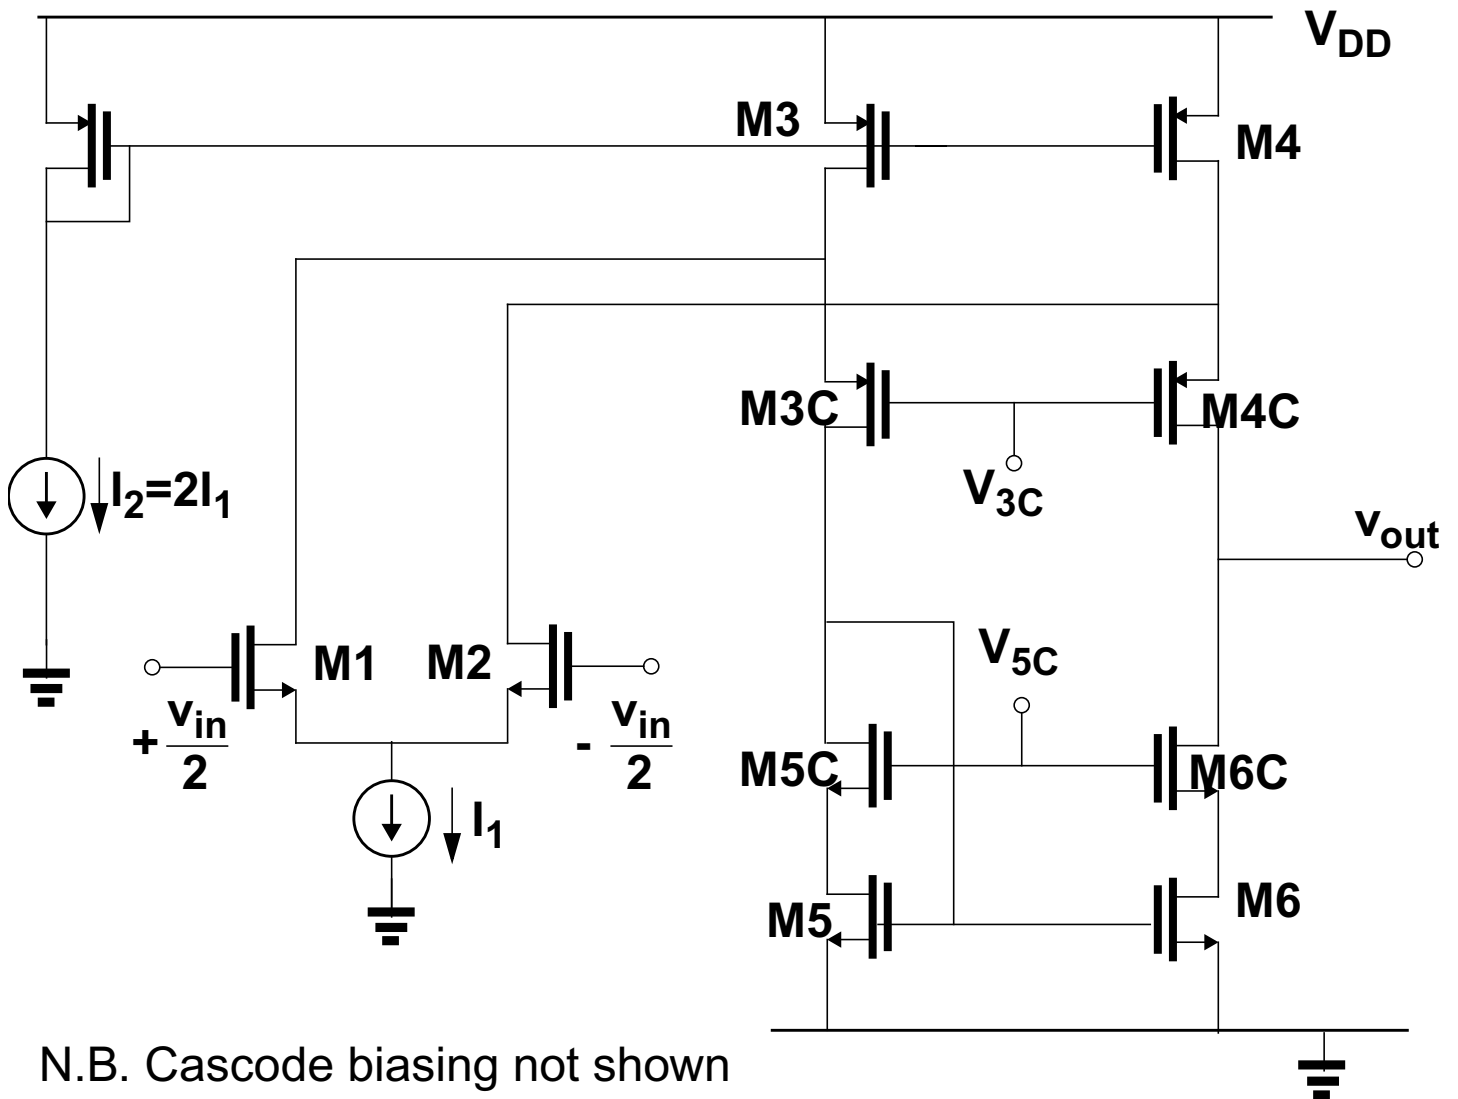 VDD
M3
M4
M3C
M4C
V3C
I2=2I1
vout
M1
M2
V5C
+ vin/2
- vin/2
M5C
M6C
I1
M5
M6
N.B. Cascode biasing not shown